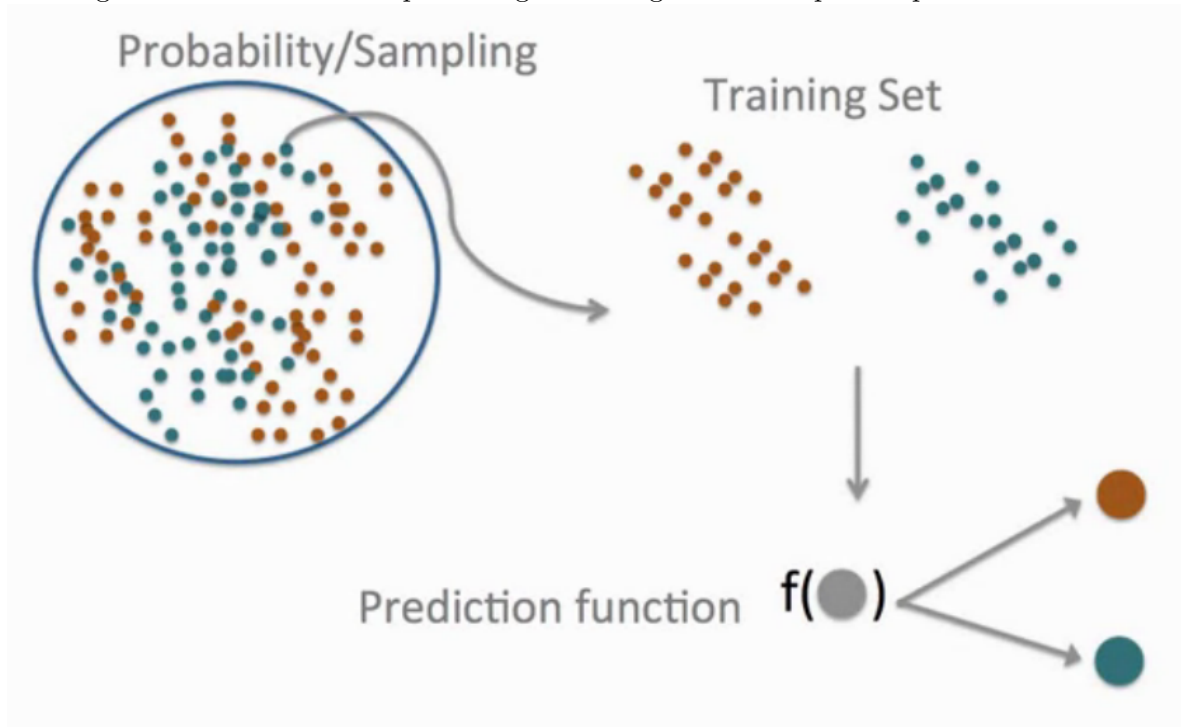 Probability/Sampling
Training Set
Prediction function
f( )